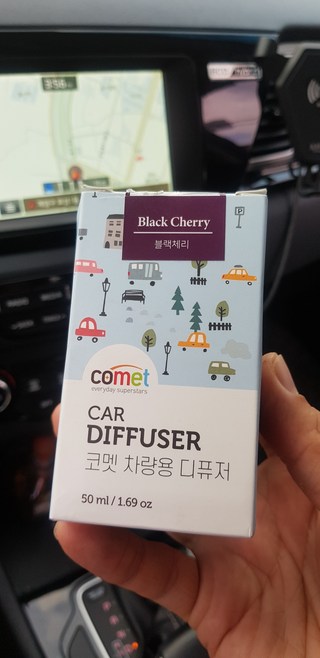 Black Cherry
블랙체리
P
comet
everyday superstars
CAR
DIFFUSER
코멧 차량용 디퓨저
50 ml / 1.69 oz